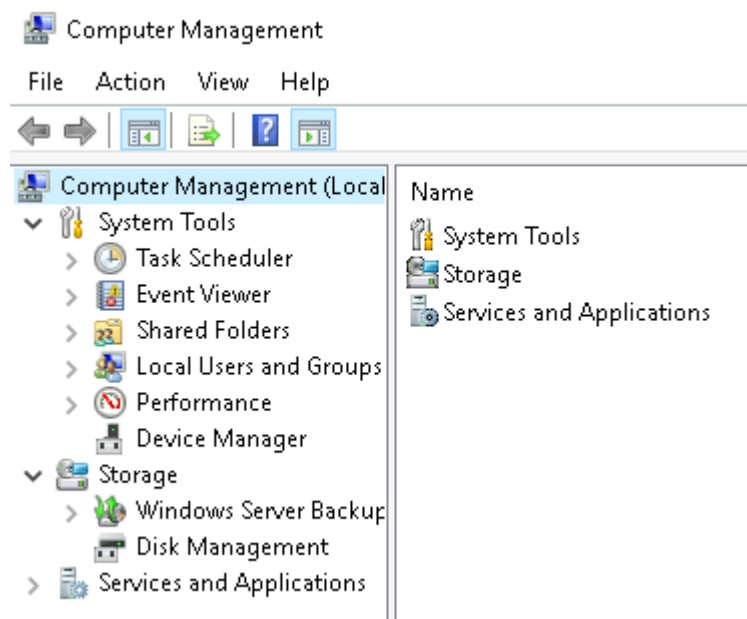 Computer Management
File Action View Help
Computer Management (Local
System Tools
Task Scheduler
Event Viewer
Shared Folders
Local Users and Groups
Performance
Device Manager
Storage
Windows Server Backup
Disk Management
Services and Applications
Name
System Tools
Storage
Services and Applications